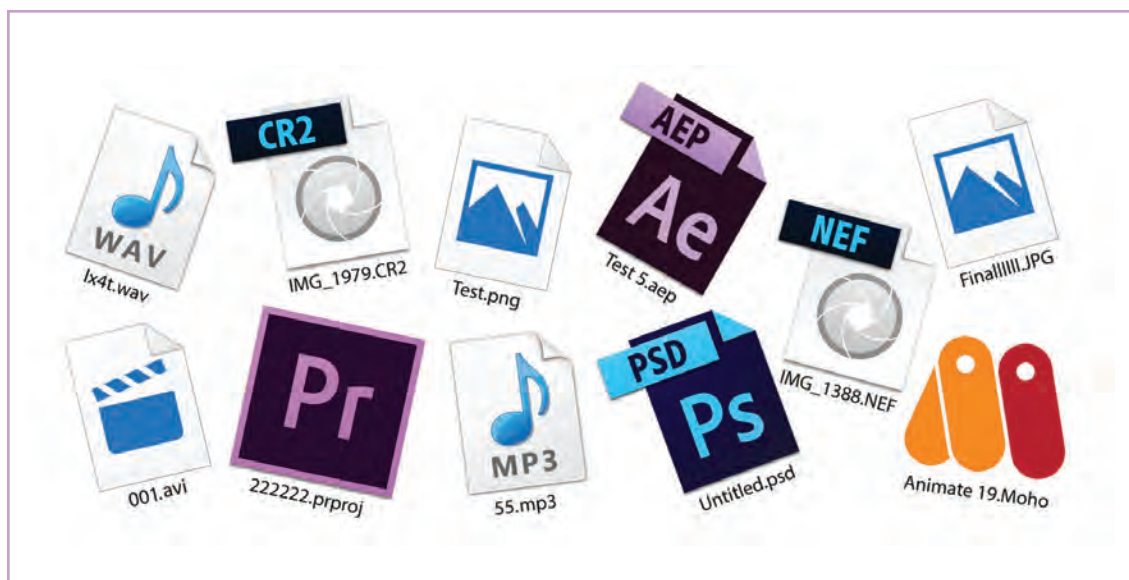 WAV
lx4t.wav
CR2
IMG_1979.CR2
Test.png
AEP
Ae
Test 5.aep
NEF
IMG_1388.NEF
Finalllllll.JPG
001.avi
Pr
222222.prproj
MP3
55.mp3
PSD
Ps
Untitled.psd
Animate 19.Moho